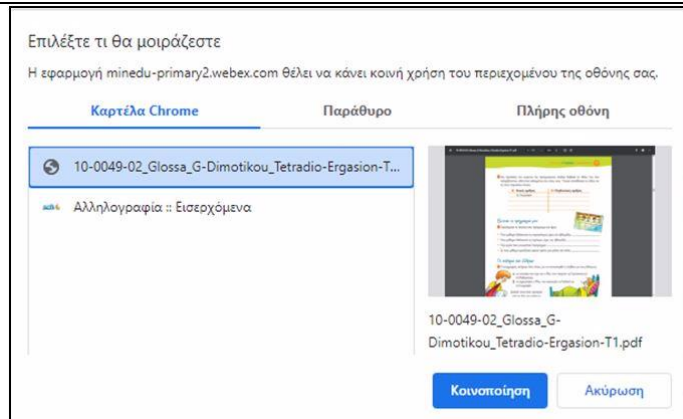 Επιλέξτε τι θα μοιράζεστε
Η εφαρμογή minedu-primary2.webex.com θέλει να κάνει κοινή χρήση του περιεχομένου της οθόνης σας.
Καρτέλα Chrome Παράθυρο Πλήρης οθόνη
10-0049-02_Glossa_G-Dimotikou_Tetradio-Ergasion-T...
Αλληλογραφία :: Εισερχόμενα
10-0049-02_Glossa_G-
Dimotikou_Tetradio-Ergasion-T1.pdf
Κοινοποίηση Ακύρωση